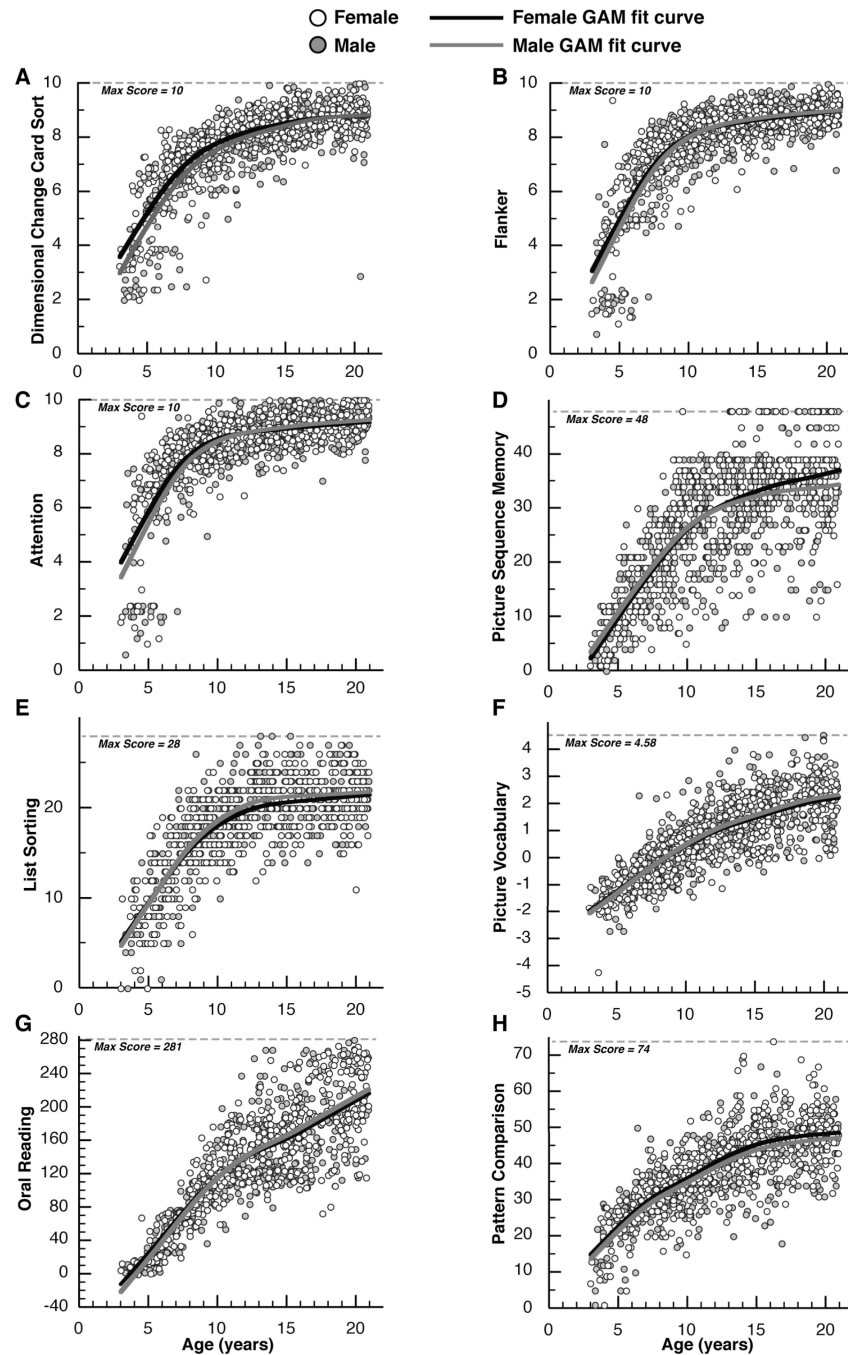 Female Female GAM fit curve
Male Male GAM fit curve
A
Max Score = 10
Dimensional Change Card Sort
10
8
6
4
2
0
0 5 10 15 20
B
Max Score = 10
Flanker
10
8
6
4
2
0
0 5 10 15 20
C
Max Score = 10
Attention
10
8
6
4
2
0
0 5 10 15 20
D
Max Score = 48
Picture Sequence Memory
40
30
20
10
0
0 5 10 15 20
E
Max Score = 28
List Sorting
20
10
0
0 5 10 15 20
F
Max Score = 4.58
Picture Vocabulary
4
3
2
1
0
-1
-2
-3
-4
-5
0 5 10 15 20
G
Max Score = 281
Oral Reading
280
240
200
160
120
80
40
0
-40
0 5 10 15 20
Age (years)
H
Max Score = 74
Pattern Comparison
70
60
50
40
30
20
10
0
0 5 10 15 20
Age (years)